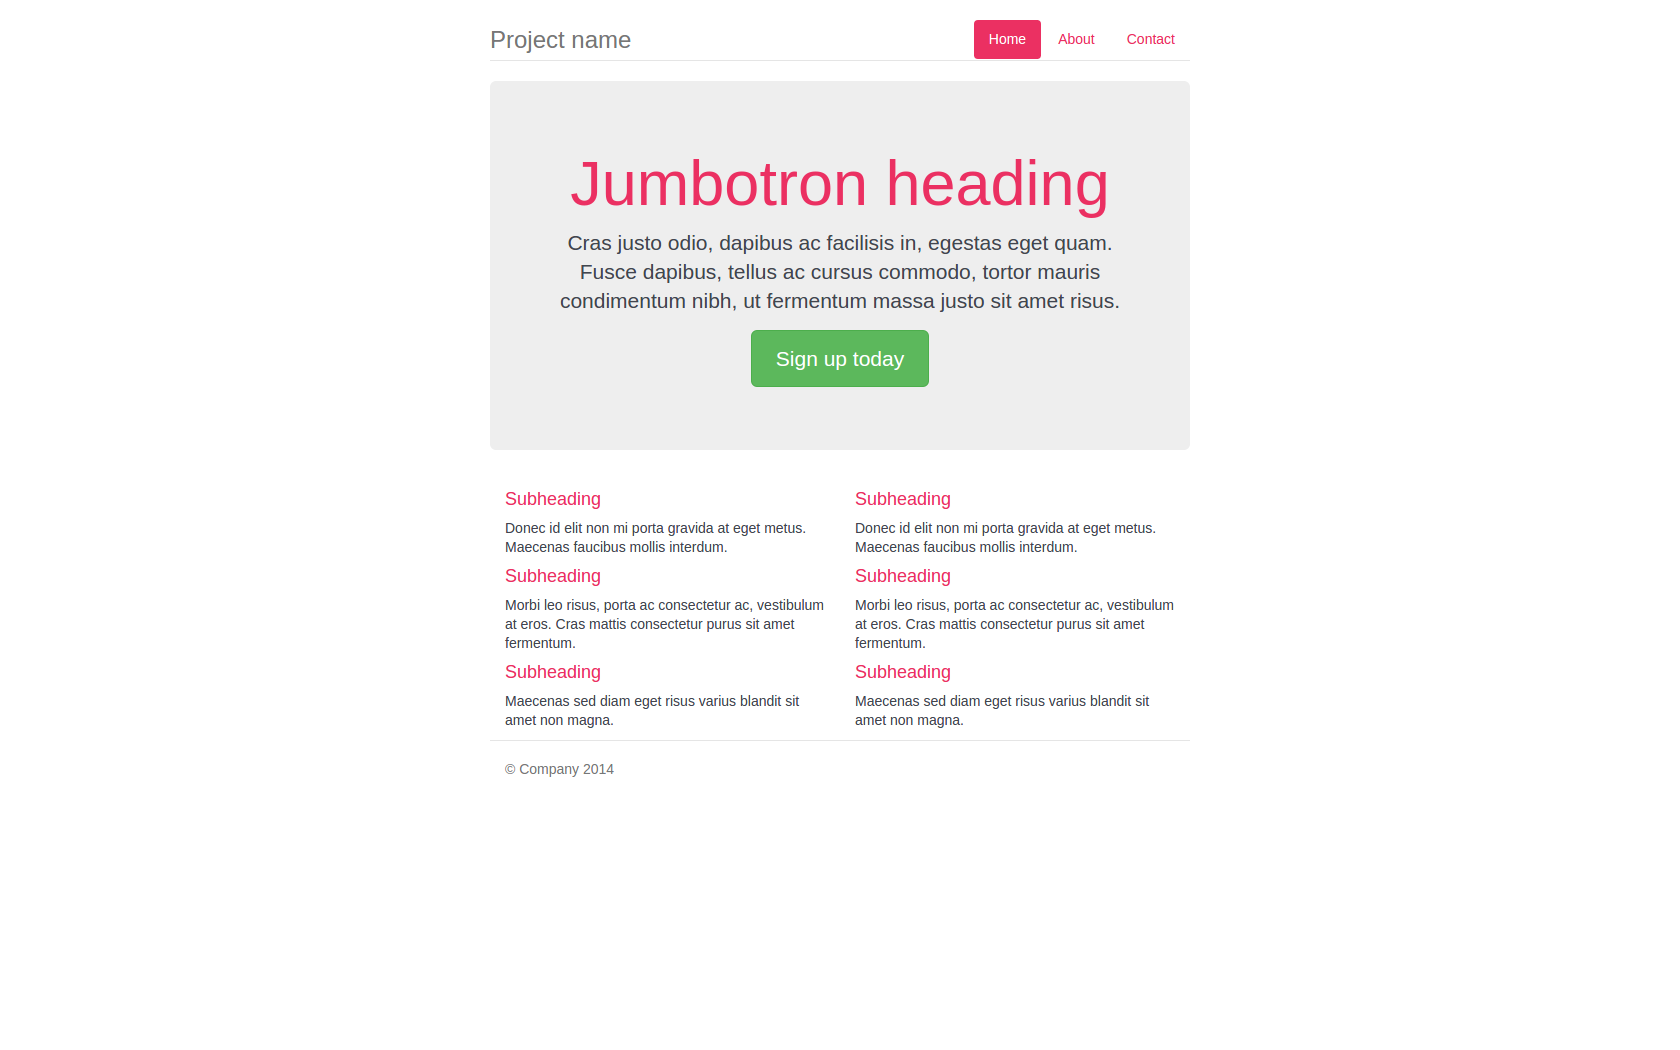 Project name
Home About Contact
Jumbotron heading
Cras justo odio, dapibus ac facilisis in, egestas eget quam.
Fusce dapibus, tellus ac cursus commodo, tortor mauris
condimentum nibh, ut fermentum massa justo sit amet risus.
Sign up today
Subheading
Donec id elit non mi porta gravida at eget metus.
Maecenas faucibus mollis interdum.
Subheading
Morbi leo risus, porta ac consectetur ac, vestibulum
at eros. Cras mattis consectetur purus sit amet
fermentum.
Subheading
Maecenas sed diam eget risus varius blandit sit
amet non magna.
Subheading
Donec id elit non mi porta gravida at eget metus.
Maecenas faucibus mollis interdum.
Subheading
Morbi leo risus, porta ac consectetur ac, vestibulum
at eros. Cras mattis consectetur purus sit amet
fermentum.
Subheading
Maecenas sed diam eget risus varius blandit sit
amet non magna.
© Company 2014